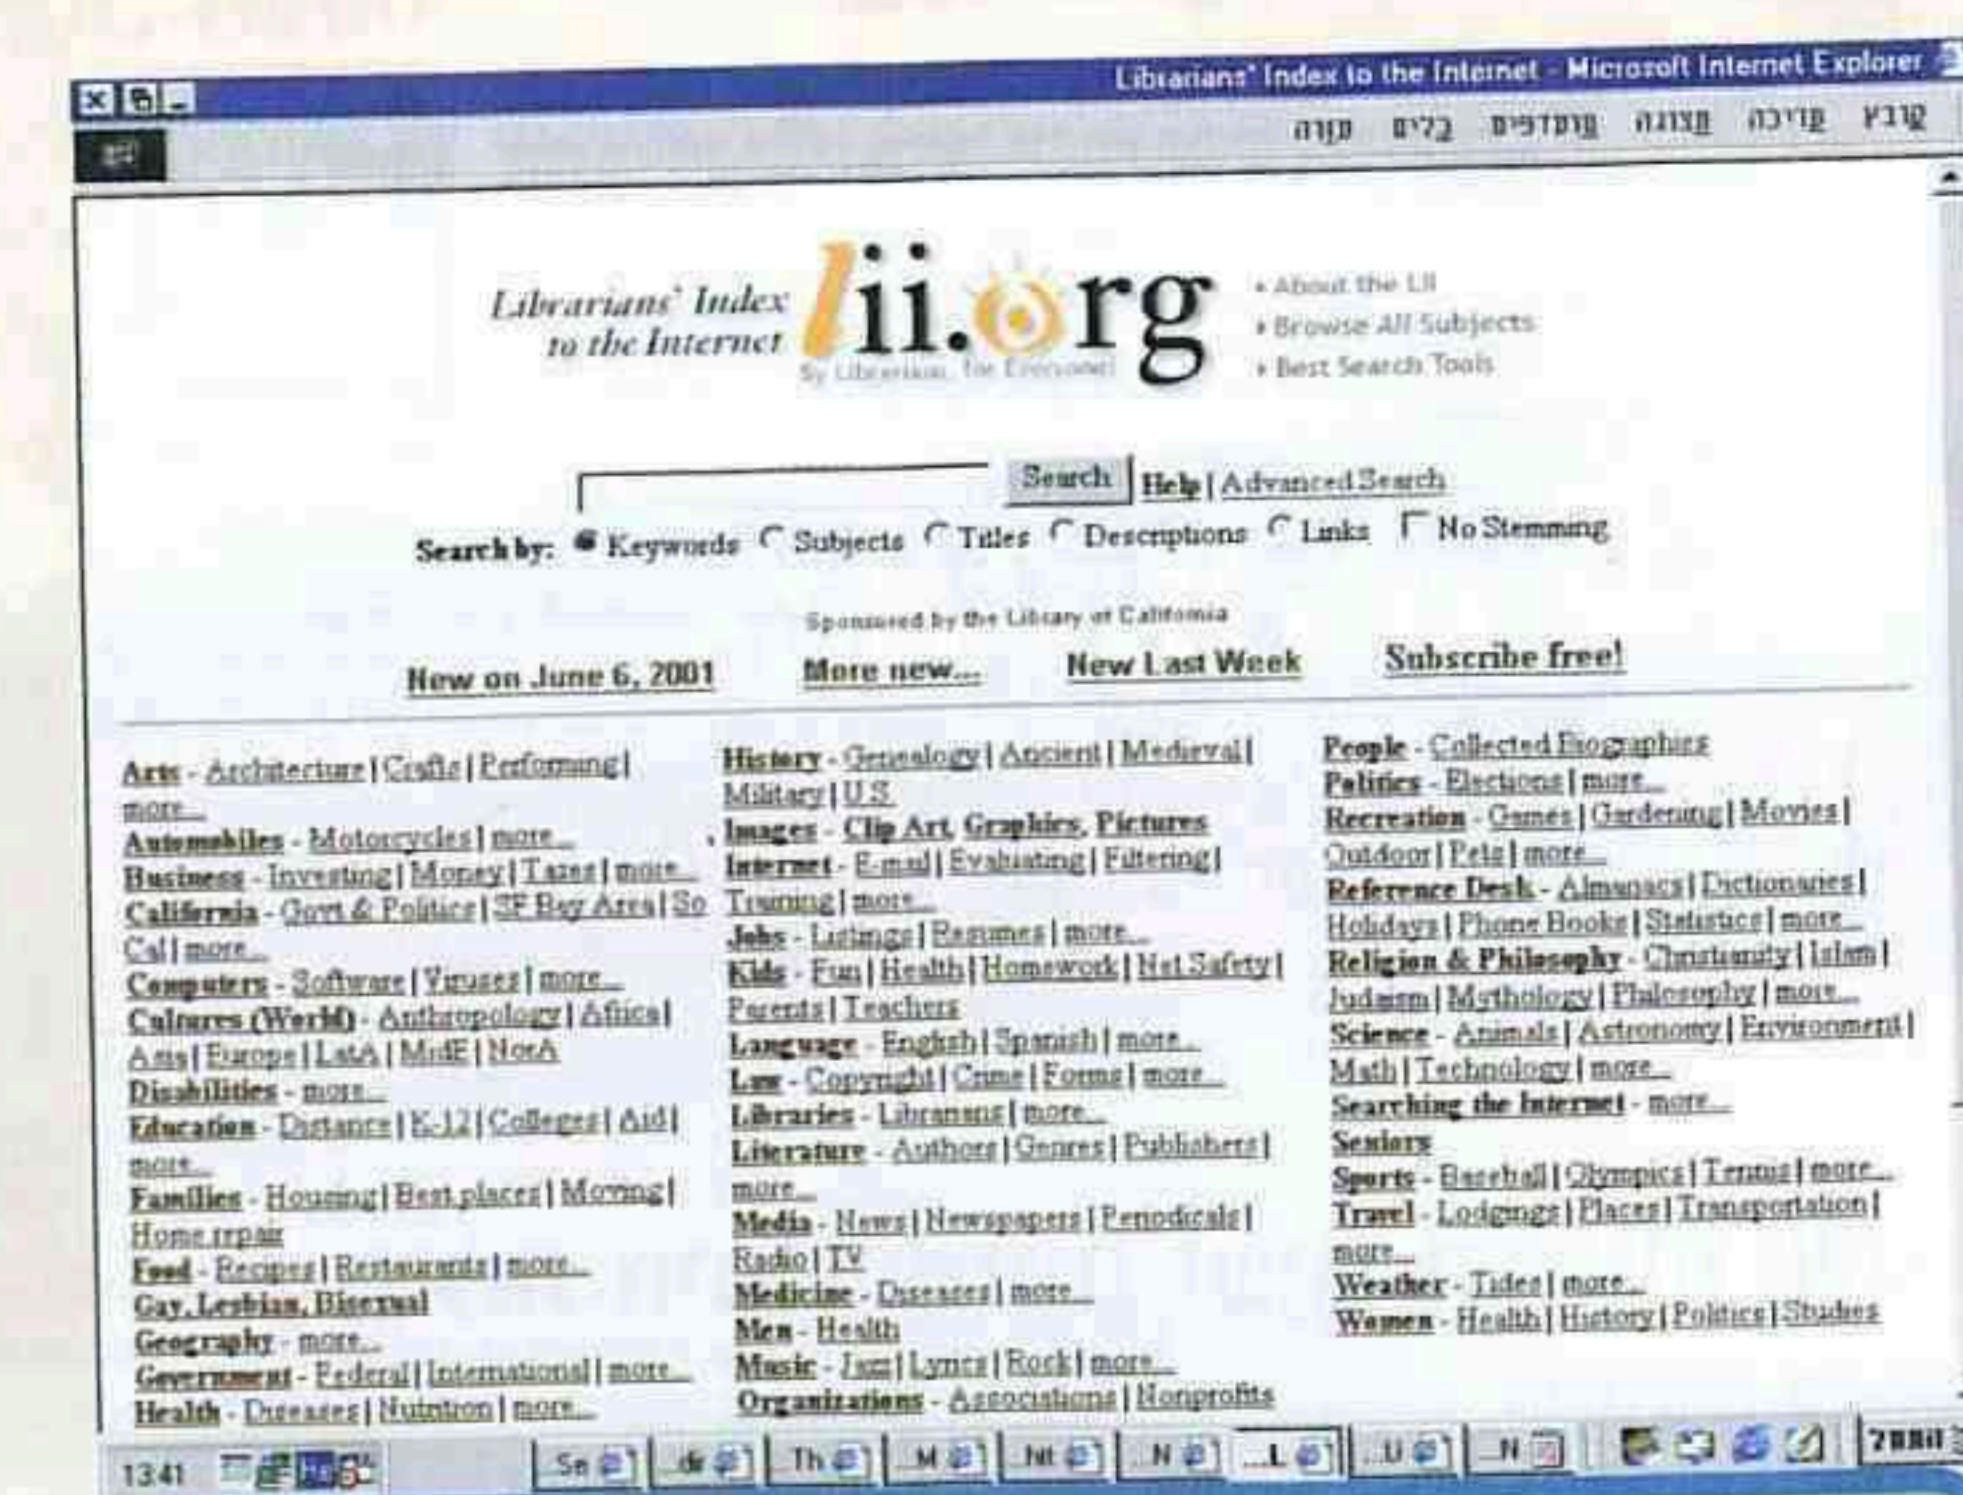 Librarians' Index to the Internet - Microsoft Internet Explorer
קובץ עריכה תצוגה מועדפים כלים עזרה
Librarians' Index
to the Internet
lii.org
By Librarians, for Everyone!
About the LII
Browse All Subjects
Best Search Tools
Search Help | Advanced Search
Search by: Keywords Subjects Titles Descriptions Links No Stemming
Sponsored by the Library of California
New on June 6, 2001 More new... New Last Week Subscribe free!
Arts - Architecture | Crafts | Performing |
more...
Automobiles - Motorcycles | more...
Business - Investing | Money | Taxes | more...
California - Govt & Politics | SF Bay Area | So
Cal | more...
Computers - Software | Viruses | more...
Cultures (World) - Anthropology | Africa |
Asia | Europe | LatA | MidE | NorA
Disabilities - more...
Education - Distance | K-12 | Colleges | Aid |
more...
Families - Housing | Best places | Moving |
Home repair
Food - Recipes | Restaurants | more...
Gay, Lesbian, Bisexual
Geography - more...
Government - Federal | International | more...
Health - Diseases | Nutrition | more...
History - Genealogy | Ancient | Medieval |
Military | U.S.
Images - Clip Art, Graphics, Pictures
Internet - E-mail | Evaluating | Filtering |
Training | more...
Jobs - Listings | Resumes | more...
Kids - Fun | Health | Homework | Net Safety |
Parents | Teachers
Language - English | Spanish | more...
Law - Copyright | Crime | Forms | more...
Libraries - Librarians | more...
Literature - Authors | Genres | Publishers |
more...
Media - News | Newspapers | Periodicals |
Radio | TV
Medicine - Diseases | more...
Men - Health
Music - Jazz | Lyrics | Rock | more...
Organizations - Associations | Nonprofits
People - Collected Biographies
Politics - Elections | more...
Recreation - Games | Gardening | Movies |
Outdoor | Pets | more...
Reference Desk - Almanacs | Dictionaries |
Holidays | Phone Books | Statistics | more...
Religion & Philosophy - Christianity | Islam |
Judaism | Mythology | Philosophy | more...
Science - Animals | Astronomy | Environment |
Math | Technology | more...
Searching the Internet - more...
Seniors
Sports - Baseball | Olympics | Tennis | more...
Travel - Lodgings | Places | Transportation |
more...
Weather - Tides | more...
Women - Health | History | Politics | Studies
13:41 Se ...dir Th ...M Nit ...N ...L ...U ...N התחל